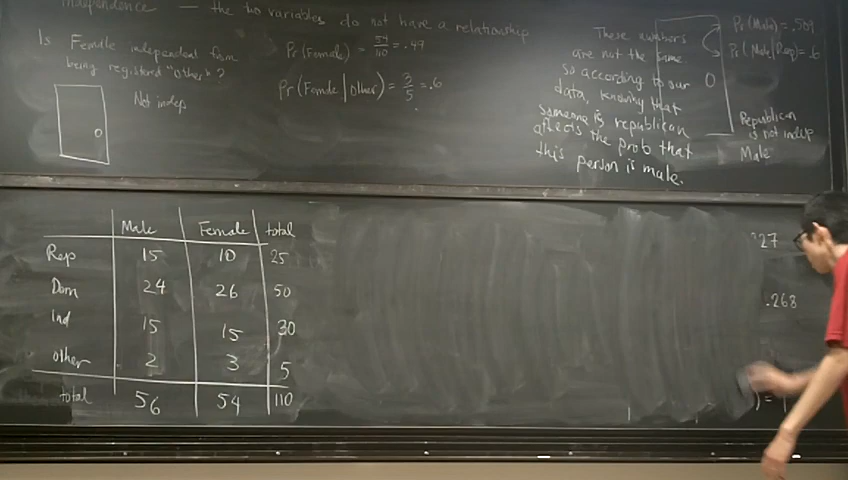 independence — the two variables do not have a relationship
Is Female independent from
being registered "Other"?
Not indep
Pr(Female) = 54/110 = .49
Pr(Female | Other) = 3/5 = .6
These numbers
are not the same
so according to our
data, knowing that
someone is republican
affects the prob that
this person is male.
Pr(Male) = .509
Pr(Male | Rep) = .6
Republican
is not indep
Male
Male Female total
Rep 15 10 25
Dem 24 26 50
Ind 15 15 30
other 2 3 5
total 56 54 110
27
.268
) = 1